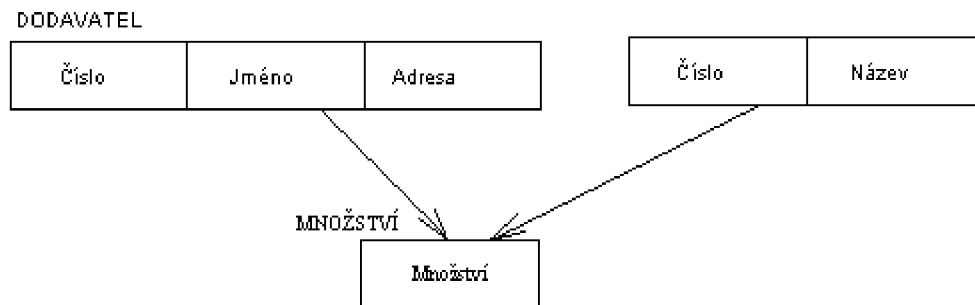 DODAVATEL
Číslo Jméno Adresa
Číslo Název
MNOŽSTVÍ
Množství